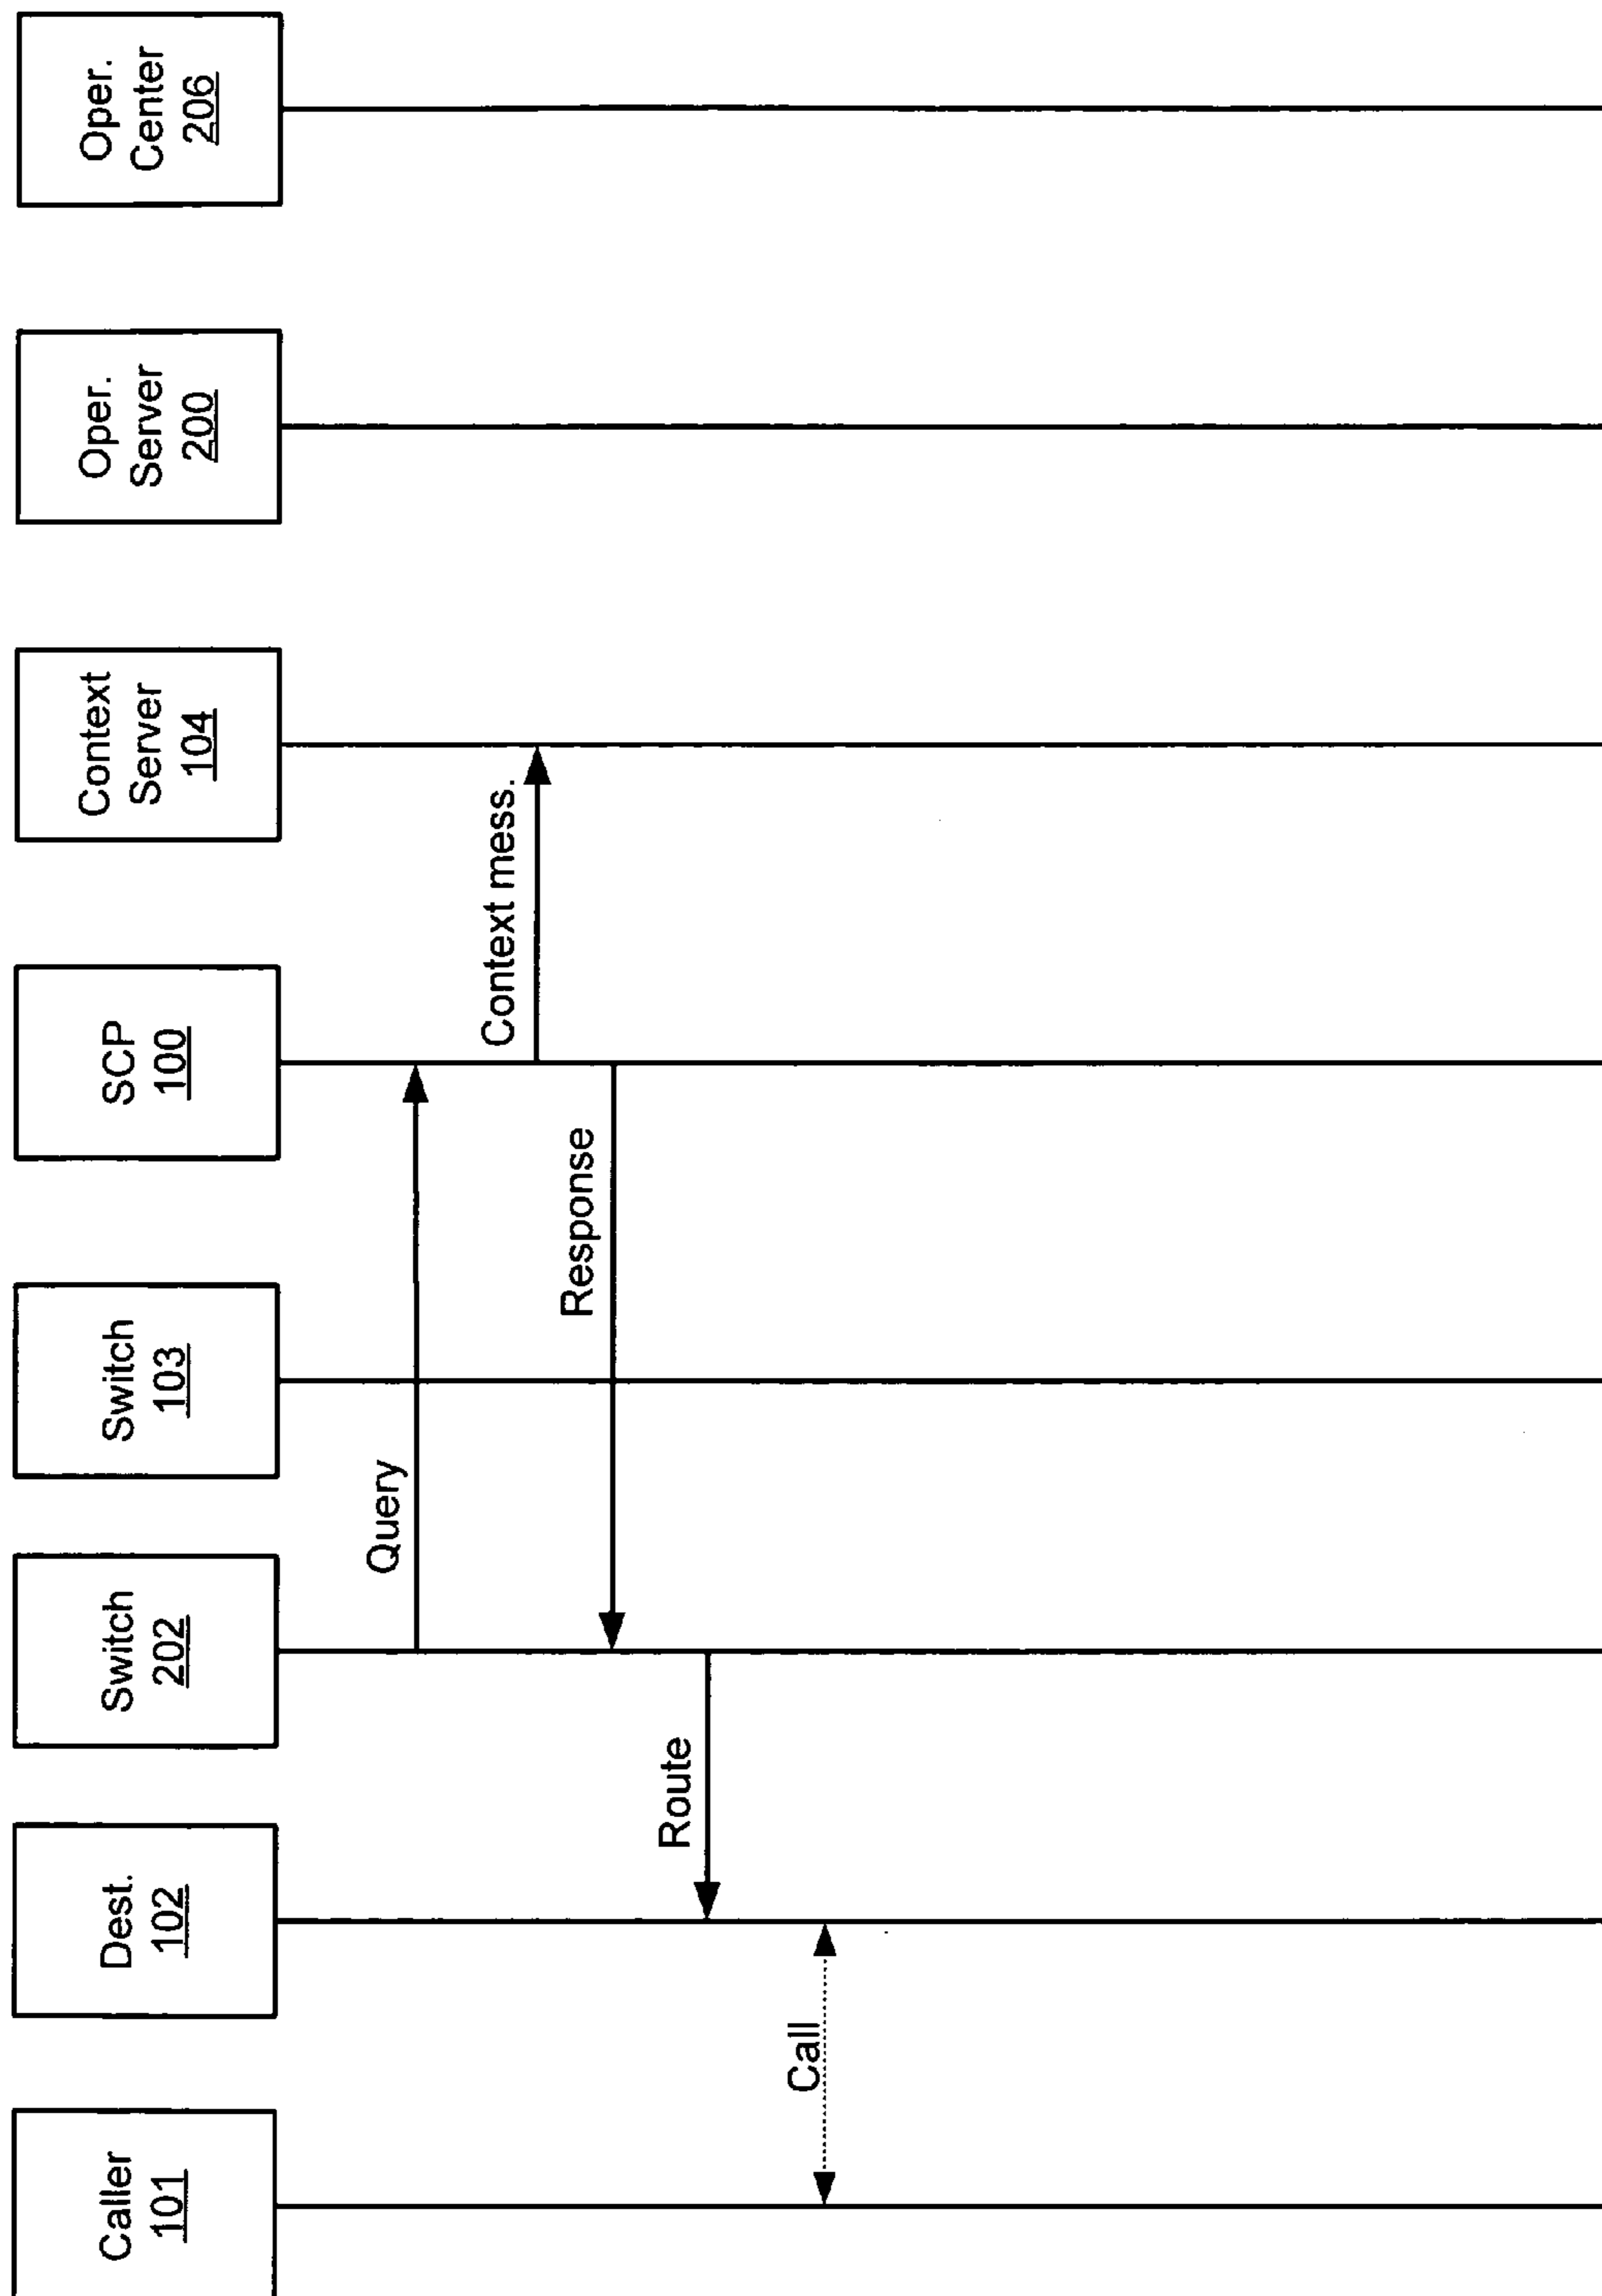 Caller
101
Dest.
102
Switch
202
Switch
103
SCP
100
Context
Server
104
Oper.
Server
200
Oper.
Center
206
Query
Context mess.
Response
Route
Call